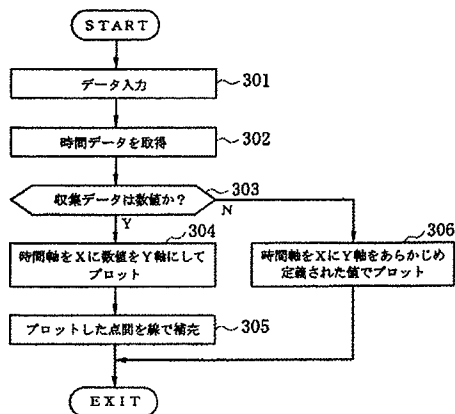 START
データ入力
301
時間データを取得
302
収集データは数値か?
303
Y
N
304
時間軸をXに数値をY軸にして
プロット
306
時間軸をXにY軸をあらかじめ
定義された値でプロット
プロットした点間を線で補完
305
EXIT